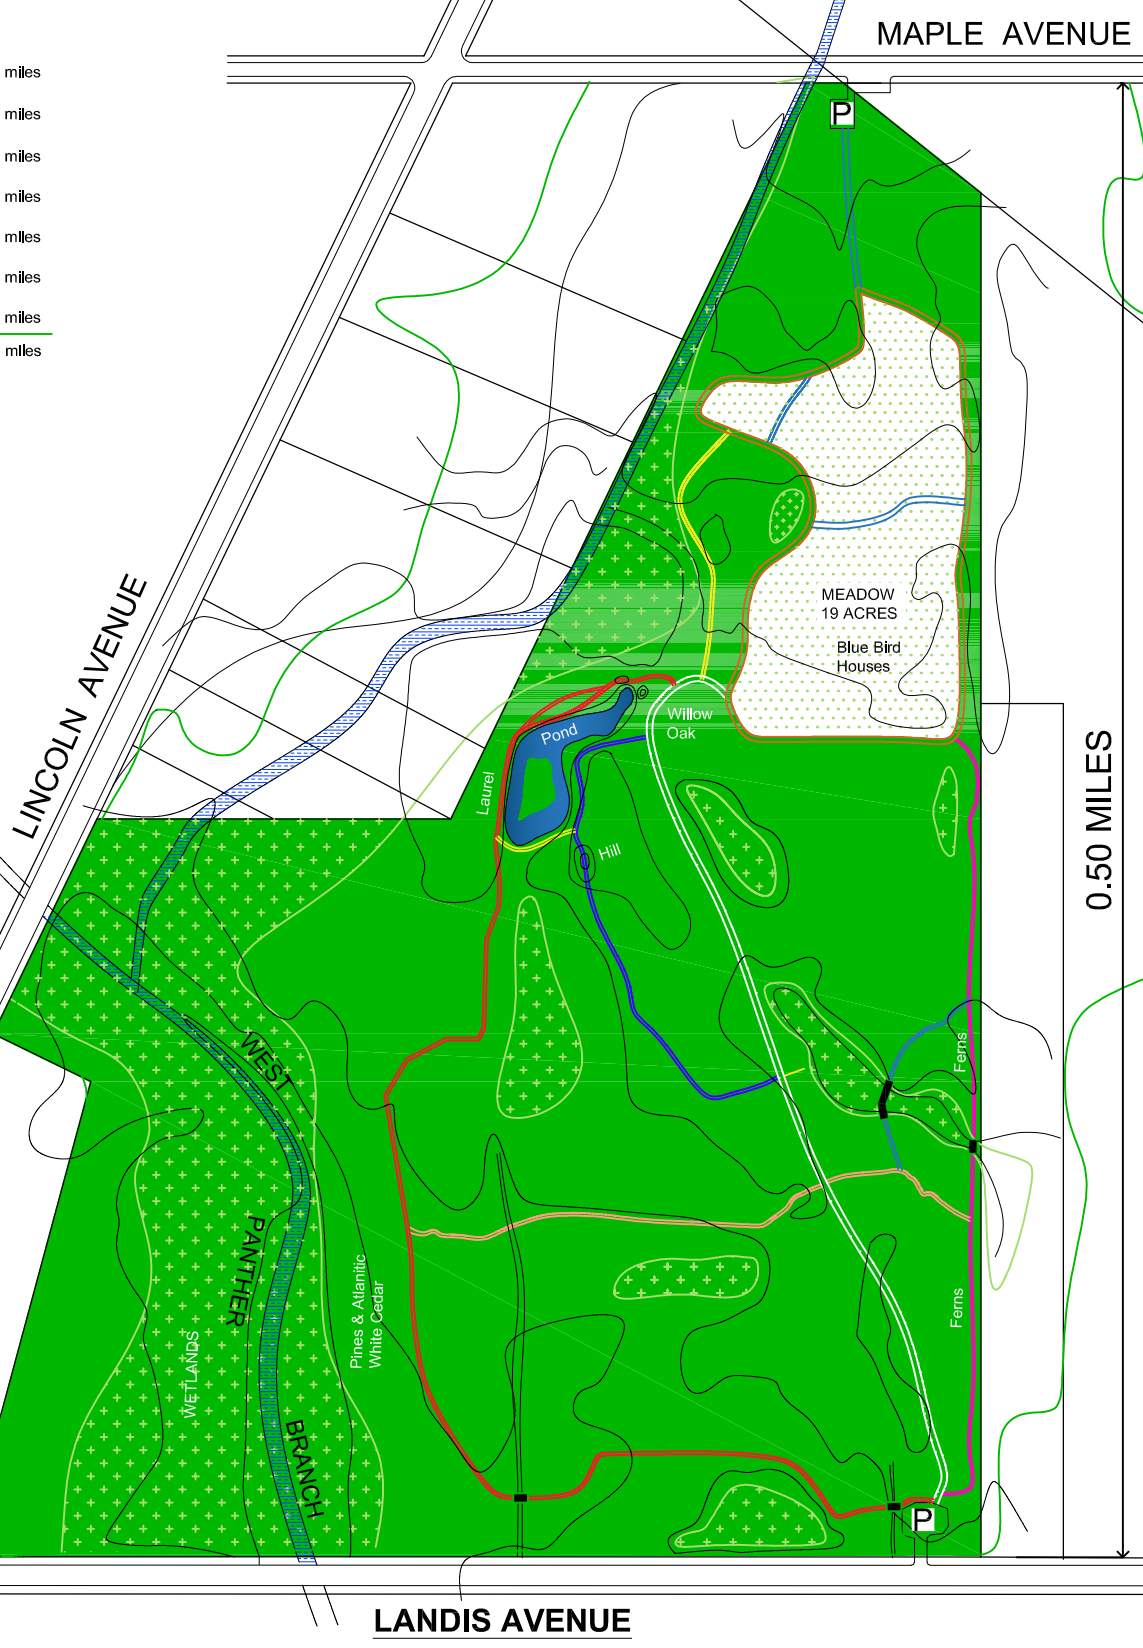 MAPLE AVENUE
miles
miles
miles
miles
miles
miles
miles
miles
P
LINCOLN AVENUE
MEADOW
19 ACRES
Blue Bird
Houses
Willow
Oak
Pond
Laurel
Hill
0.50 MILES
WEST
Ferns
PANTHER
Pines & Atlanitic
White Cedar
WETLANDS
Ferns
BRANCH
P
LANDIS AVENUE